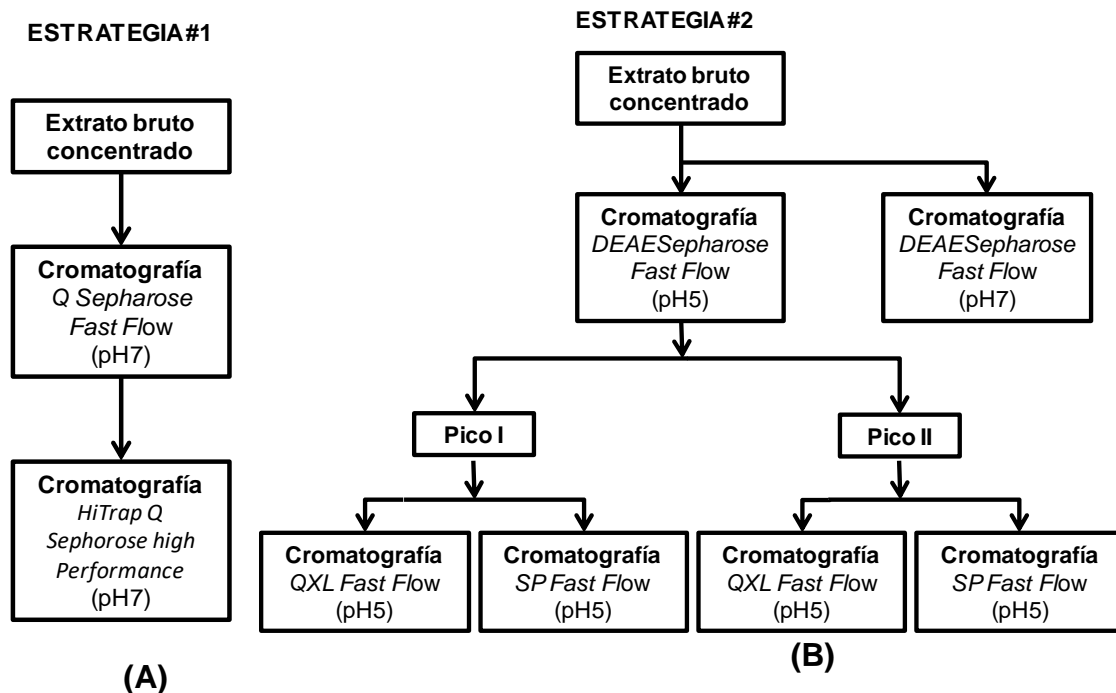 ESTRATEGIA#1
Extrato bruto
concentrado
Cromatografía
Q Sepharose
Fast Flow
(pH7)
Cromatografía
HiTrap Q
Sephorose high
Performance
(pH7)
(A)
ESTRATEGIA#2
Extrato bruto
concentrado
Cromatografía
DEAESepharose
Fast Flow
(pH5)
Cromatografía
DEAESepharose
Fast Flow
(pH7)
Pico I
Pico II
Cromatografía
QXL Fast Flow
(pH5)
Cromatografía
SP Fast Flow
(pH5)
Cromatografía
QXL Fast Flow
(pH5)
Cromatografía
SP Fast Flow
(pH5)
(B)